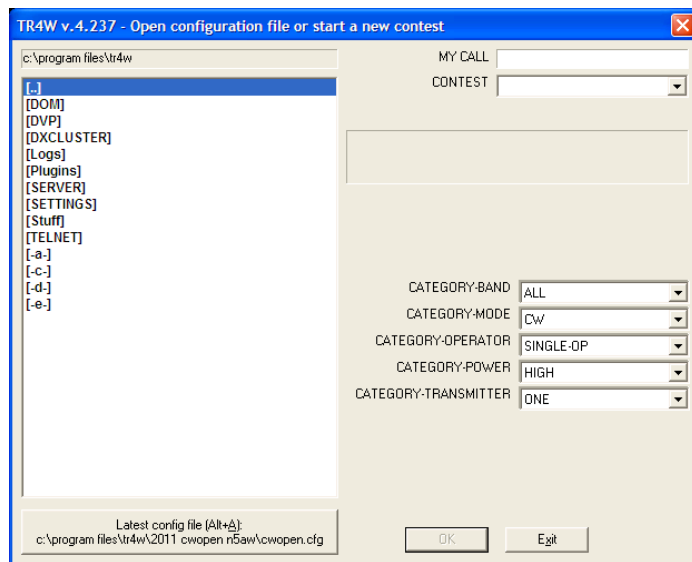 TR4W v.4.237 - Open configuration file or start a new contest
c:\program files\tr4w
MY CALL
CONTEST
[..]
[DOM]
[DVP]
[DXCLUSTER]
[Logs]
[Plugins]
[SERVER]
[SETTINGS]
[Stuff]
[TELNET]
[-a-]
[-c-]
[-d-]
[-e-]
CATEGORY-BAND ALL
CATEGORY-MODE CW
CATEGORY-OPERATOR SINGLE-OP
CATEGORY-POWER HIGH
CATEGORY-TRANSMITTER ONE
Latest config file (Alt+A):
c:\program files\tr4w\2011 cwopen n5aw\cwopen.cfg
OK
Exit